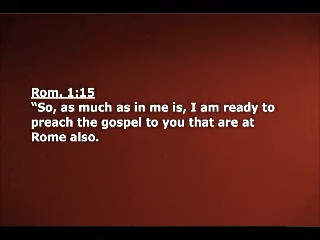 Rom. 1:15
“So, as much as in me is, I am ready to
preach the gospel to you that are at
Rome also.